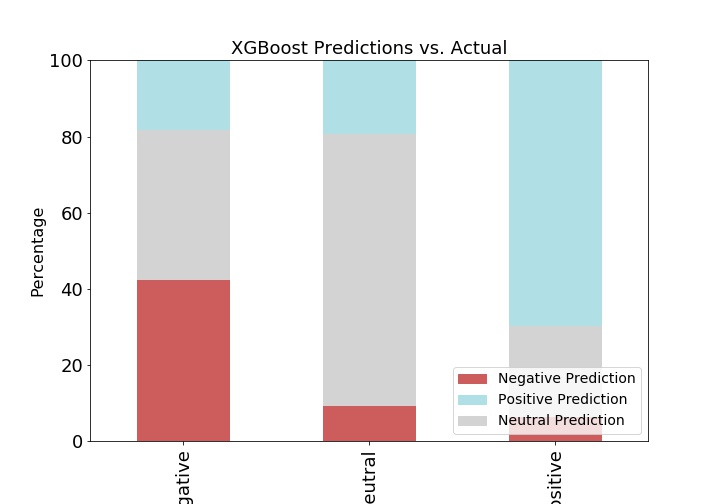 XGBoost Predictions vs. Actual
Percentage
100
80
60
40
20
0
Negative Prediction
Positive Prediction
Neutral Prediction
gative
eutral
ositive